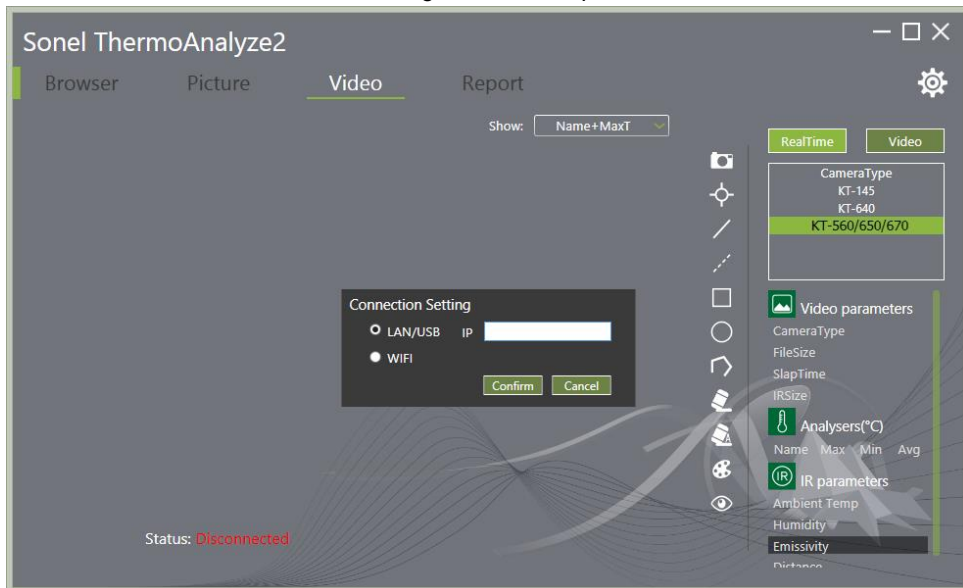 Sonel ThermoAnalyze2
Browser Picture Video Report
Show: Name+MaxT
RealTime Video
CameraType
KT-145
KT-640
KT-560/650/670
Connection Setting
LAN/USB IP
WIFI
Confirm Cancel
Video parameters
CameraType
FileSize
SlapTime
IRSize
Analysers(°C)
Name Max Min Avg
IR IR parameters
Ambient Temp
Humidity
Emissivity
Distance
Status: Disconnected